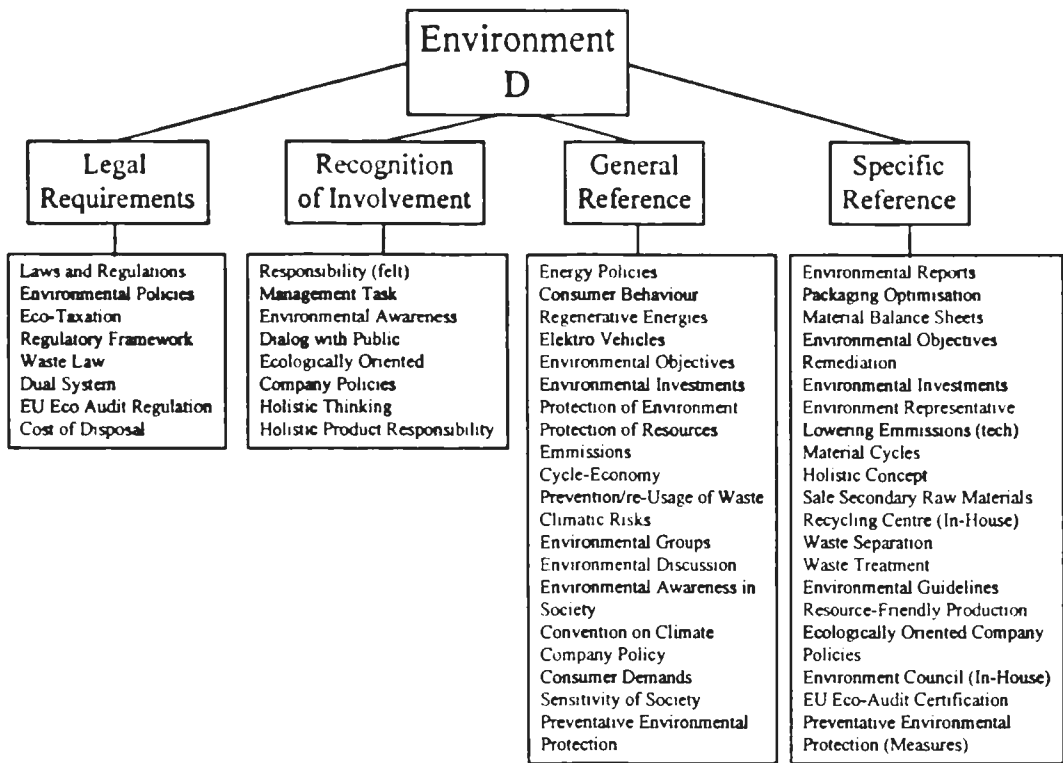 Environment
D
Legal
Requirements
Recognition
of Involvement
General
Reference
Specific
Reference
Laws and Regulations
Environmental Policies
Eco-Taxation
Regulatory Framework
Waste Law
Dual System
EU Eco Audit Regulation
Cost of Disposal
Responsibility (felt)
Management Task
Environmental Awareness
Dialog with Public
Ecologically Oriented
Company Policies
Holistic Thinking
Holistic Product Responsibility
Energy Policies
Consumer Behaviour
Regenerative Energies
Elektro Vehicles
Environmental Objectives
Environmental Investments
Protection of Environment
Protection of Resources
Emmissions
Cycle-Economy
Prevention/re-Usage of Waste
Climatic Risks
Environmental Groups
Environmental Discussion
Environmental Awareness in
Society
Convention on Climate
Company Policy
Consumer Demands
Sensitivity of Society
Preventative Environmental
Protection
Environmental Reports
Packaging Optimisation
Material Balance Sheets
Environmental Objectives
Remediation
Environmental Investments
Environment Representative
Lowering Emmissions (tech)
Material Cycles
Holistic Concept
Sale Secondary Raw Materials
Recycling Centre (In-House)
Waste Separation
Waste Treatment
Environmental Guidelines
Resource-Friendly Production
Ecologically Oriented Company
Policies
Environment Council (In-House)
EU Eco-Audit Certification
Preventative Environmental
Protection (Measures)